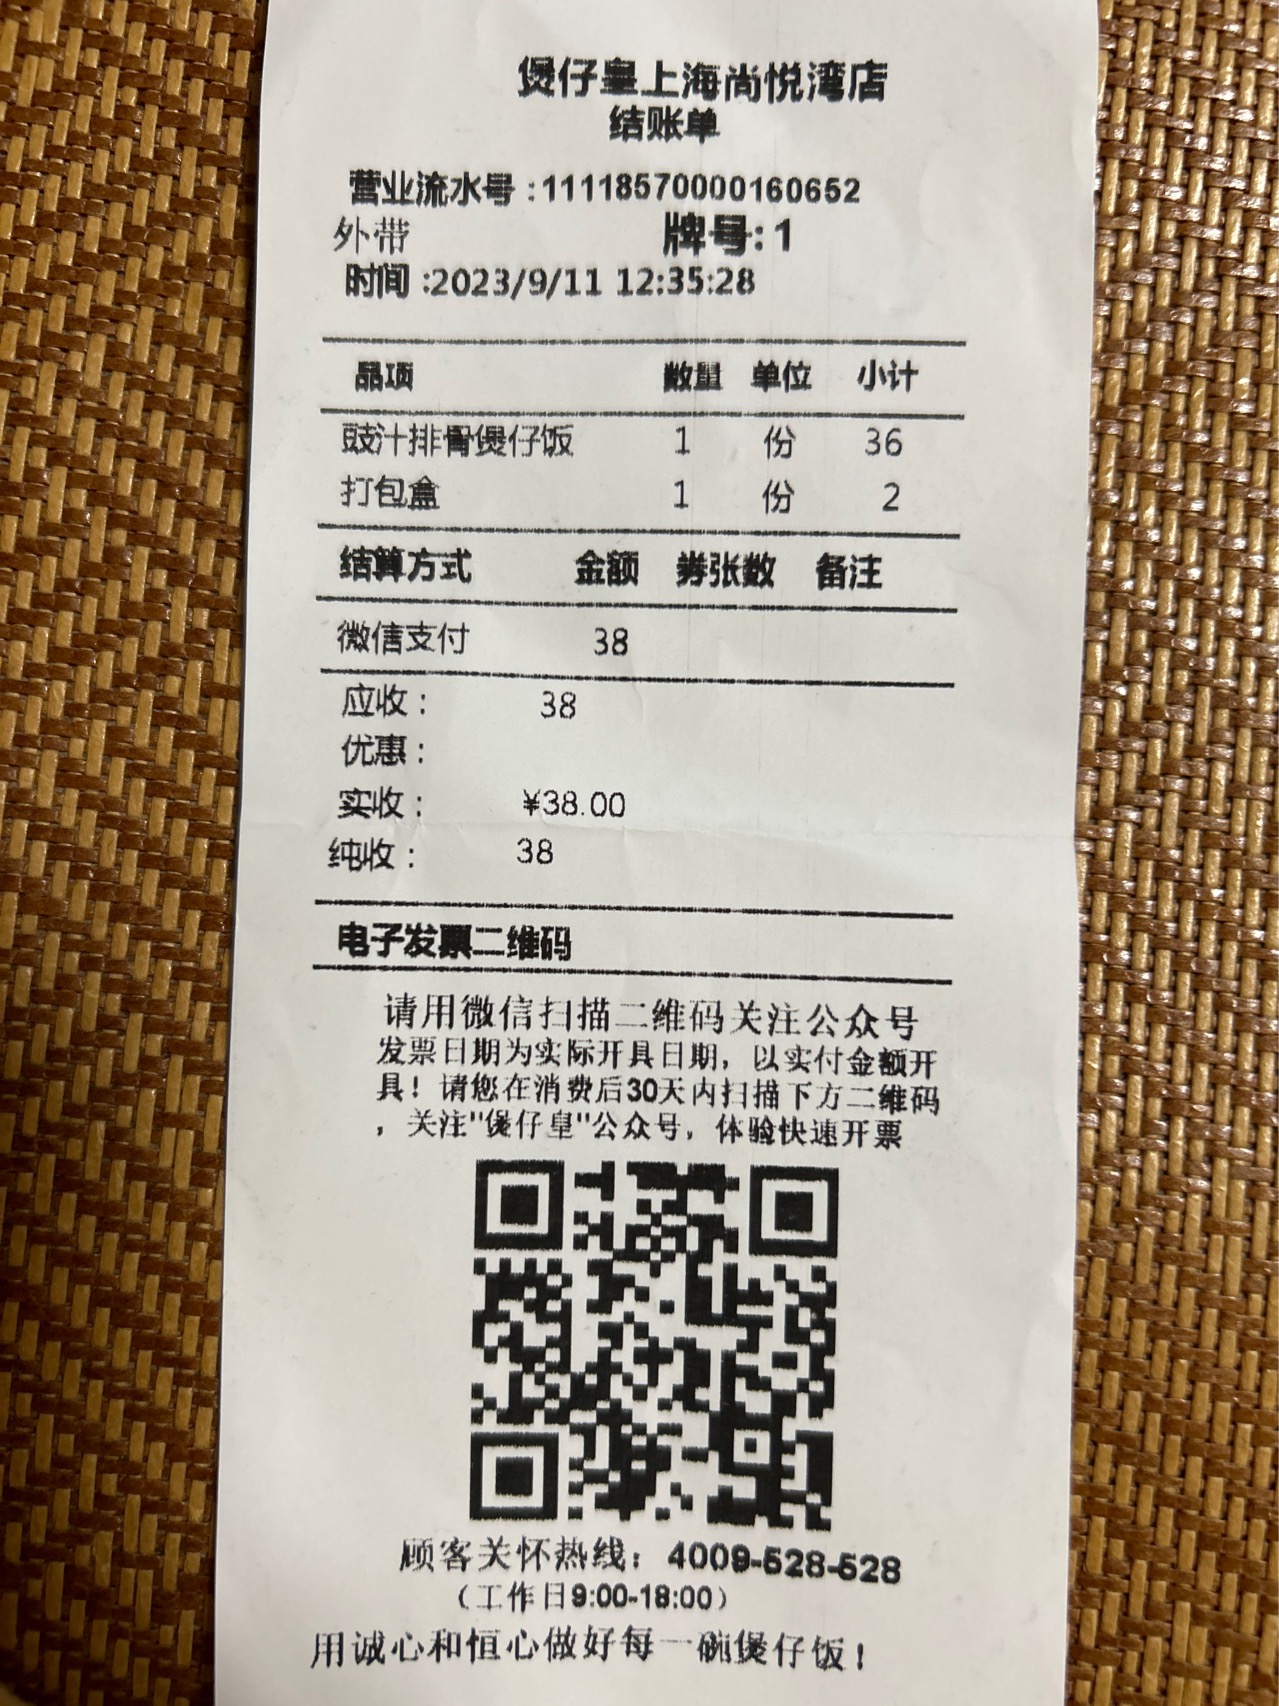 煲仔皇上海尚悦湾店
结账单
营业流水号:11118570000160652
外带 牌号:1
时间:2023/9/11 12:35:28
品项 数量 单位 小计
豉汁排骨煲仔饭 1 份 36
打包盒 1 份 2
结算方式 金额 券张数 备注
微信支付 38
应收: 38
优惠:
实收: ¥38.00
纯收: 38
电子发票二维码
请用微信扫描二维码关注公众号
发票日期为实际开具日期，以实付金额开
具！请您在消费后30天内扫描下方二维码
，关注"煲仔皇"公众号，体验快速开票
顾客关怀热线：4009-528-528
（工作日9:00-18:00）
用诚心和恒心做好每一碗煲仔饭！